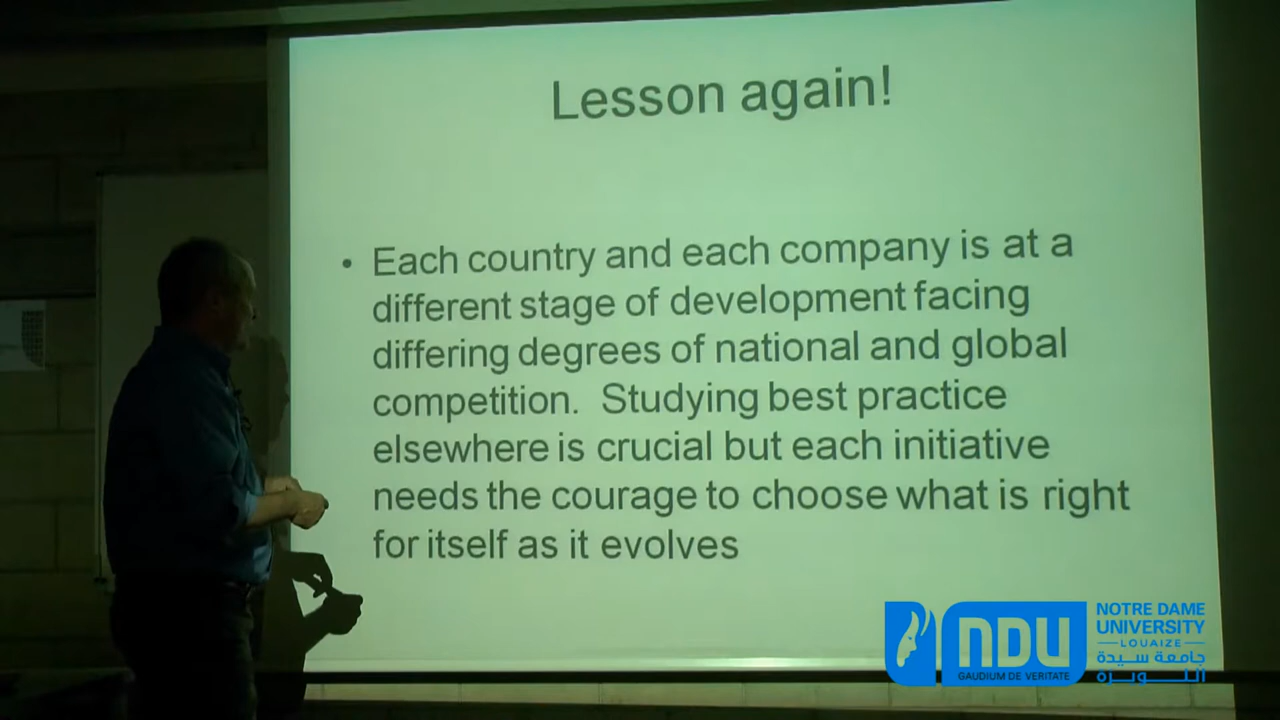 Lesson again!
• Each country and each company is at a
different stage of development facing
differing degrees of national and global
competition.  Studying best practice
elsewhere is crucial but each initiative
needs the courage to choose what is right
for itself as it evolves
NDU
GAUDIUM DE VERITATE
NOTRE DAME
UNIVERSITY
LOUAIZE
جامعة سيدة
اللويزة